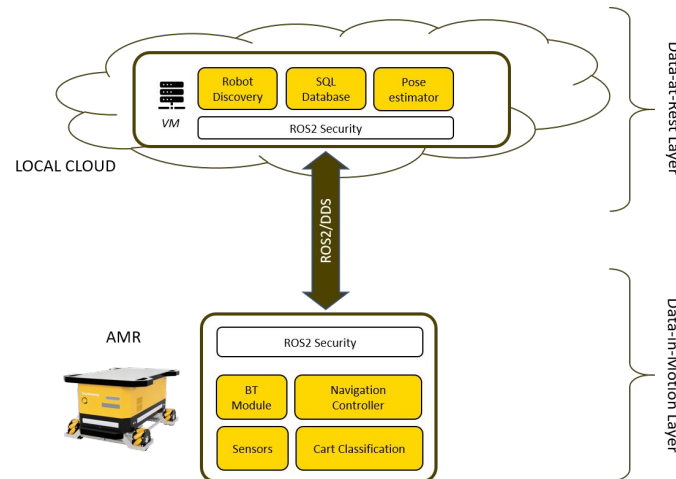 Robot
Discovery
SQL
Database
Pose
estimator
VM
ROS2 Security
LOCAL CLOUD
Data-at-Rest Layer
ROS2/DDS
AMR
ROS2 Security
BT
Module
Navigation
Controller
Sensors
Cart Classification
Data-in-Motion Layer